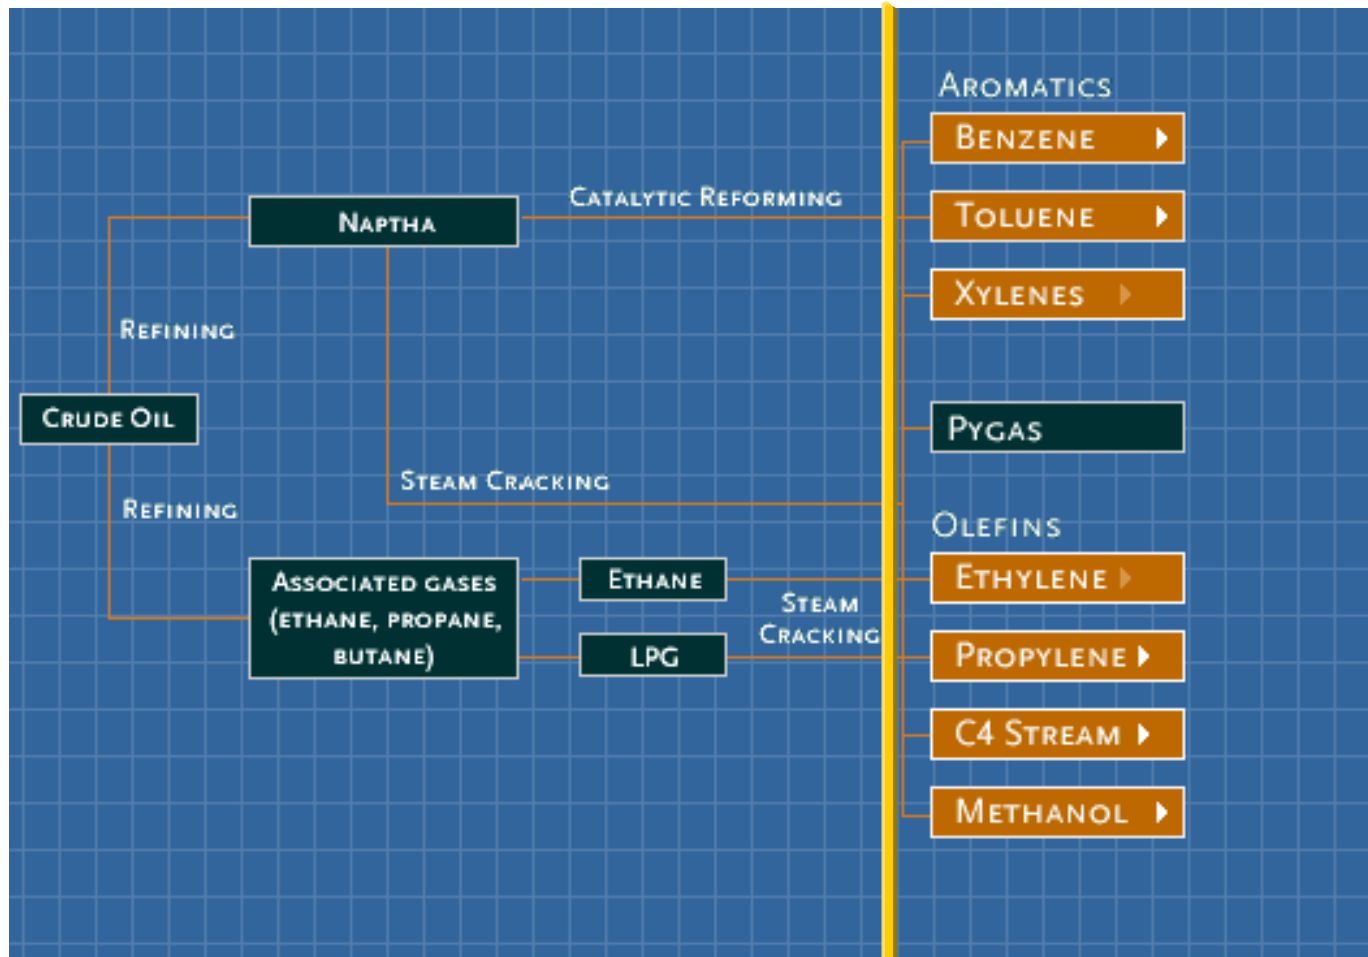 AROMATICS
BENZENE
CATALYTIC REFORMING
TOLUENE
NAPTHA
XYLENES
REFINING
CRUDE OIL
PYGAS
STEAM CRACKING
REFINING
OLEFINS
ASSOCIATED GASES
(ETHANE, PROPANE,
BUTANE)
ETHANE
ETHYLENE
STEAM
CRACKING
LPG
PROPYLENE
C4 STREAM
METHANOL